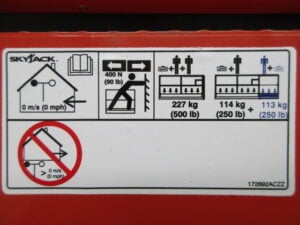 SKYJACK
400 N
(90 lb)
0 m/s (0 mph)
227 kg
(500 lb)
114 kg
(250 lb)
+
113 kg
(250 lb)
> 0 m/s
(0 mph)
172692ACZZ